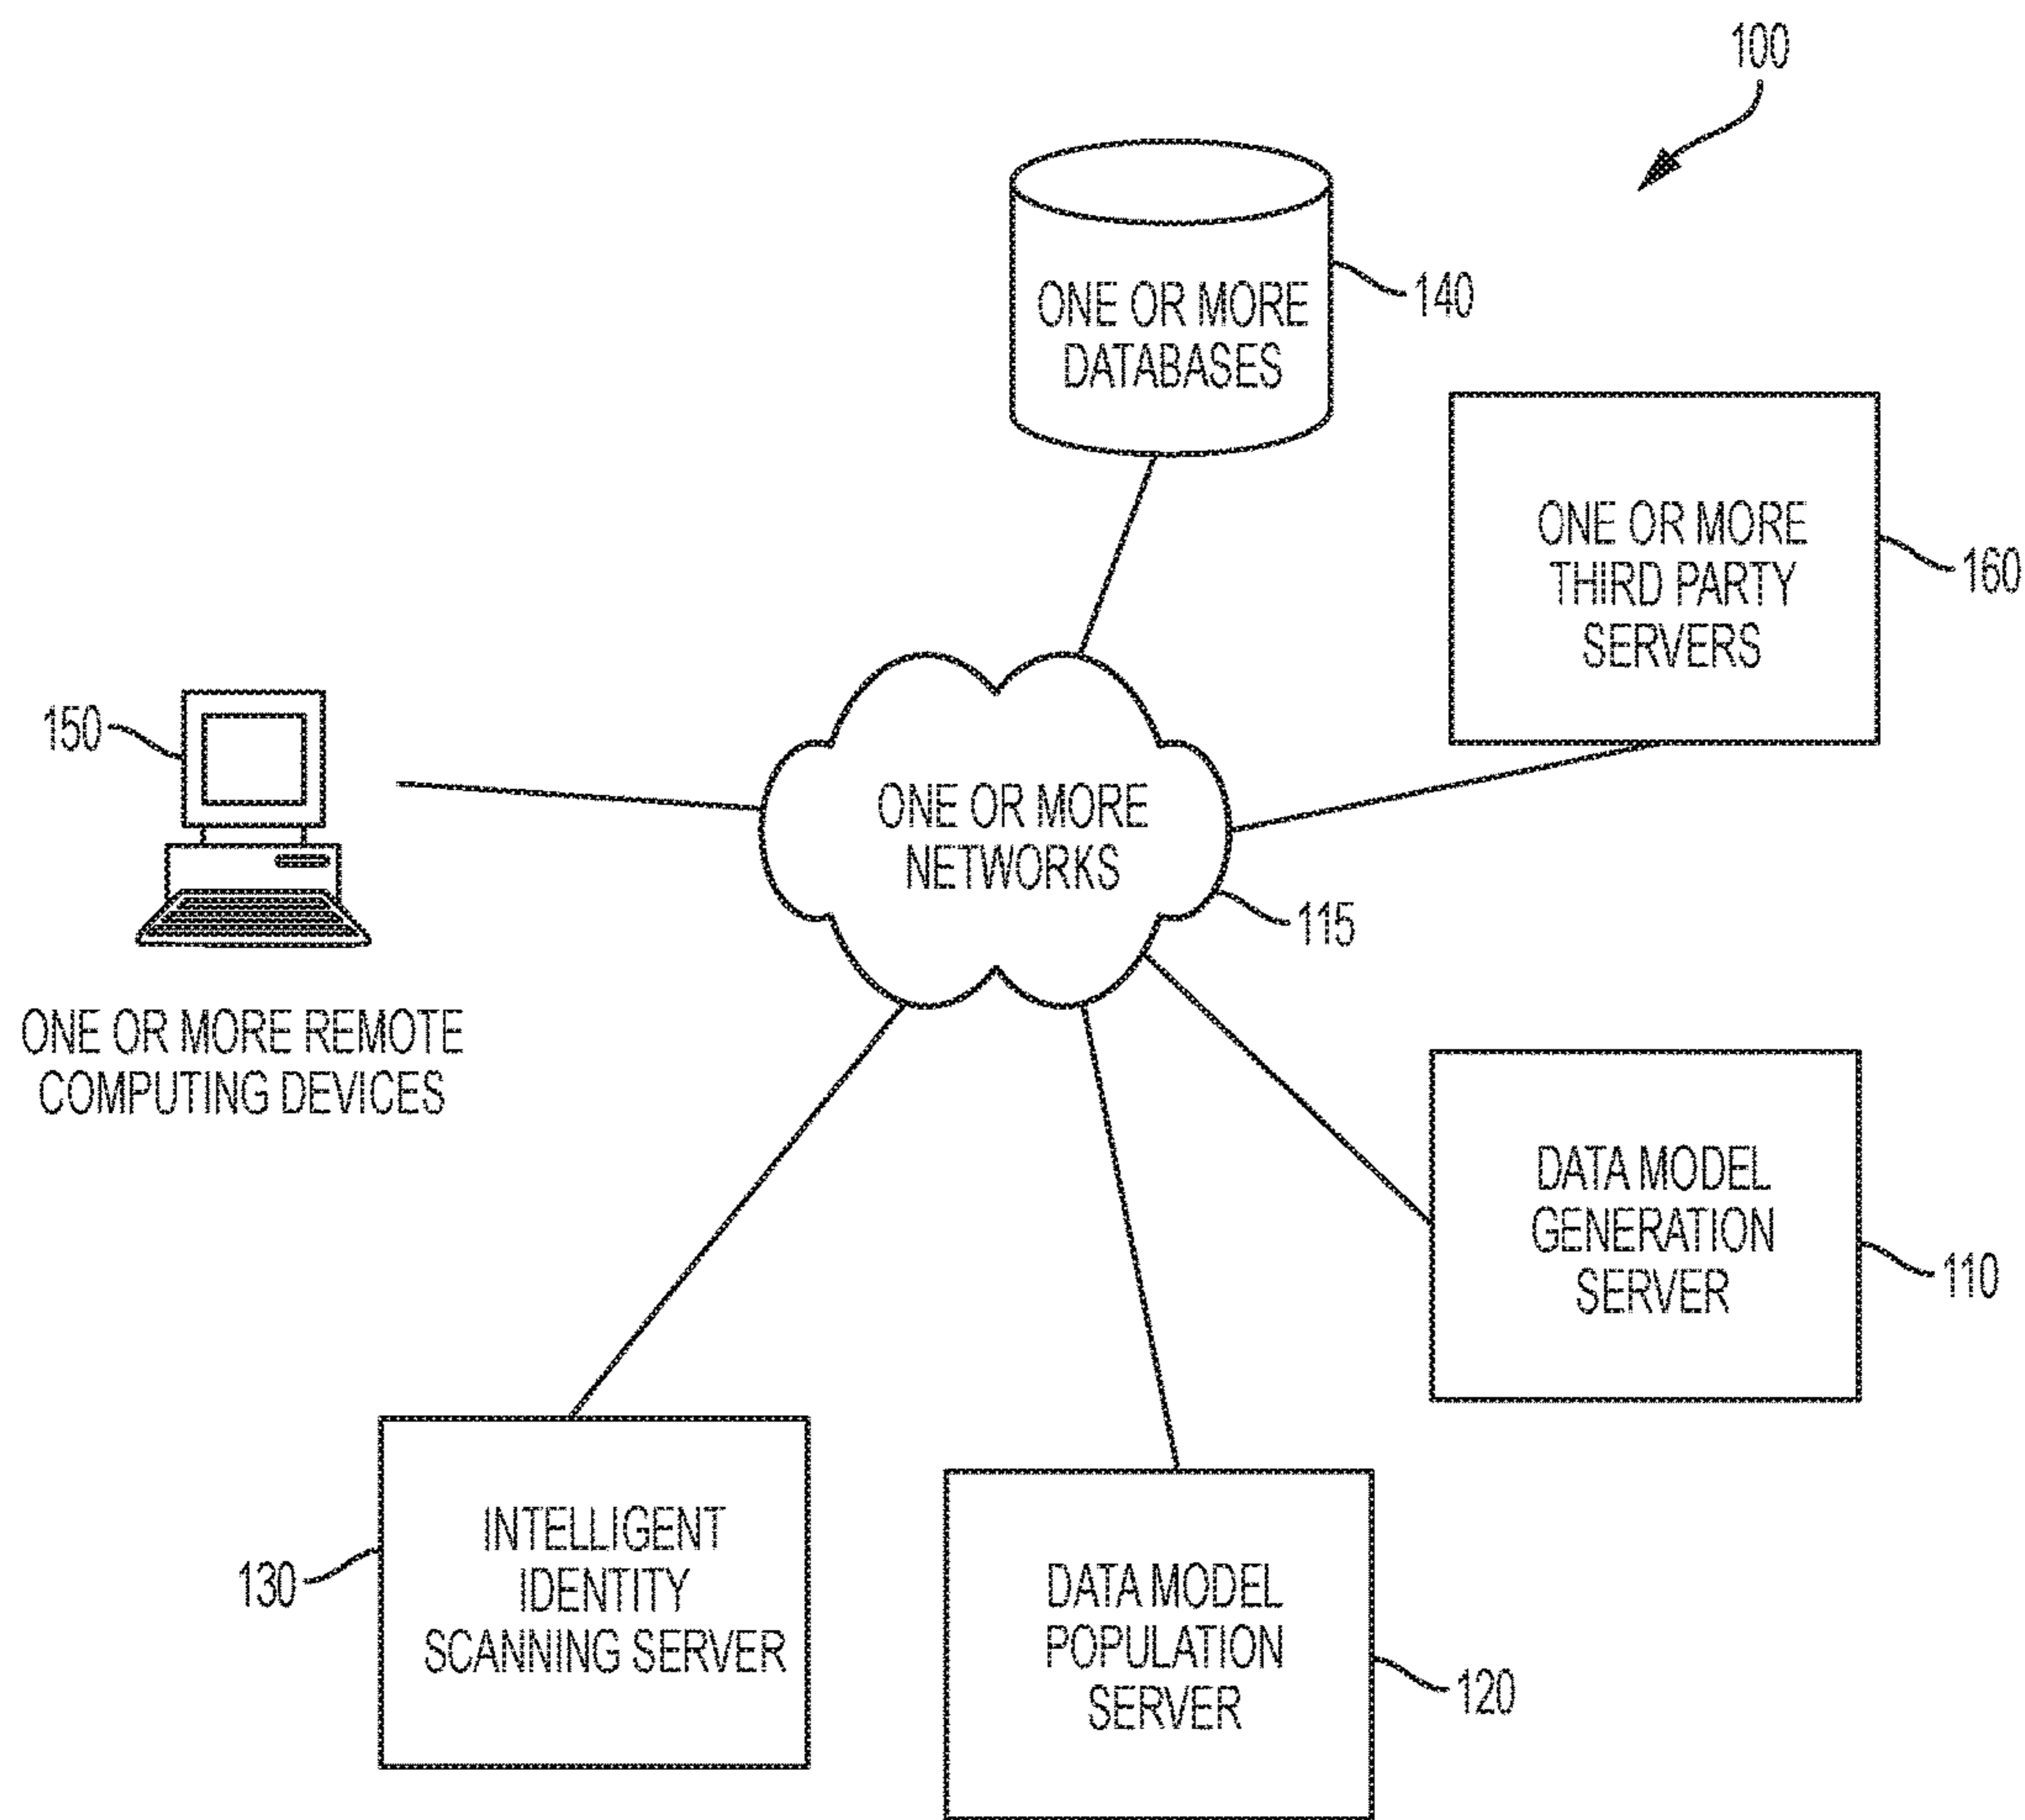 100
ONE OR MORE
DATABASES
140
ONE OR MORE
THIRD PARTY
SERVERS
160
150
ONE OR MORE
NETWORKS
115
ONE OR MORE REMOTE
COMPUTING DEVICES
DATA MODEL
GENERATION
SERVER
110
INTELLIGENT
IDENTITY
SCANNING SERVER
130
DATA MODEL
POPULATION
SERVER
120